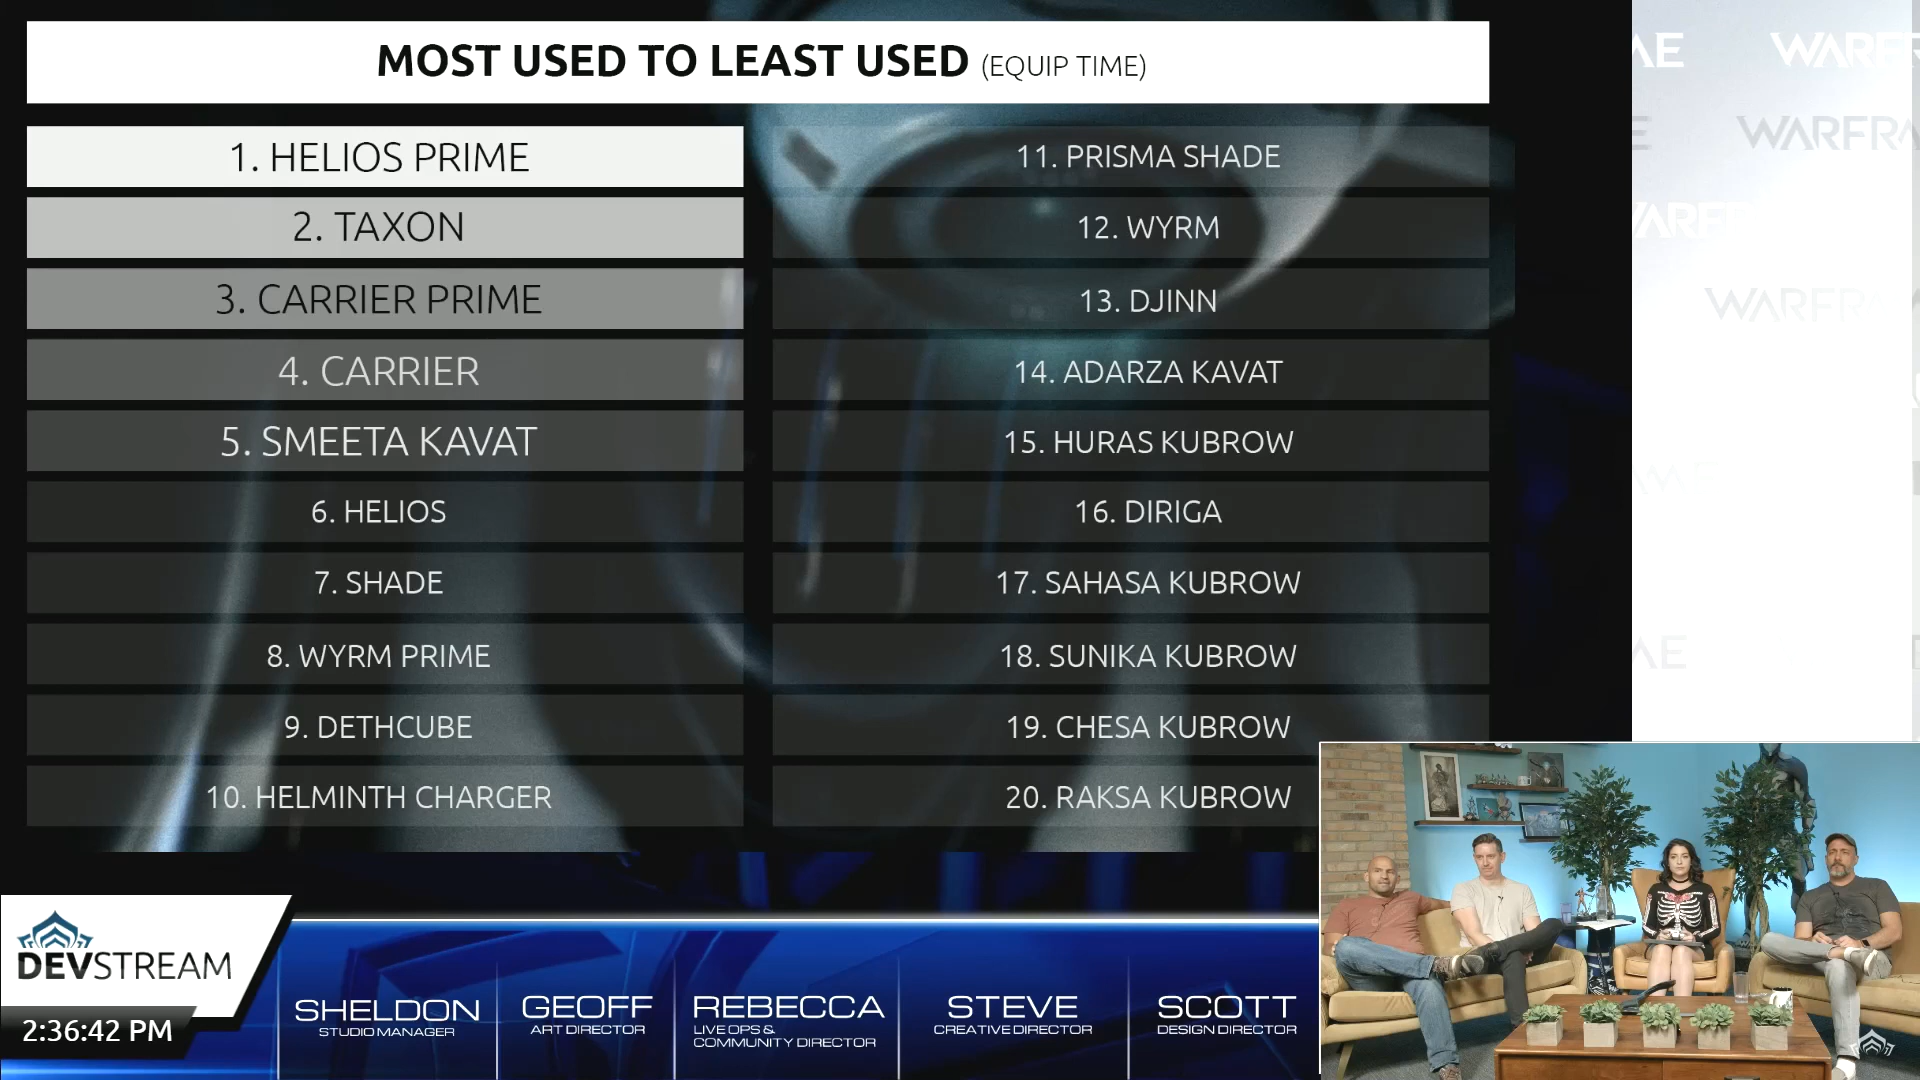 MOST USED TO LEAST USED (EQUIP TIME)
1. HELIOS PRIME
2. TAXON
3. CARRIER PRIME
4. CARRIER
5. SMEETA KAVAT
6. HELIOS
7. SHADE
8. WYRM PRIME
9. DETHCUBE
10. HELMINTH CHARGER
11. PRISMA SHADE
12. WYRM
13. DJINN
14. ADARZA KAVAT
15. HURAS KUBROW
16. DIRIGA
17. SAHASA KUBROW
18. SUNIKA KUBROW
19. CHESA KUBROW
20. RAKSA KUBROW
DEVSTREAM
2:36:42 PM
SHELDON
STUDIO MANAGER
GEOFF
ART DIRECTOR
REBECCA
LIVE OPS &
COMMUNITY DIRECTOR
STEVE
CREATIVE DIRECTOR
SCOTT
DESIGN DIRECTOR